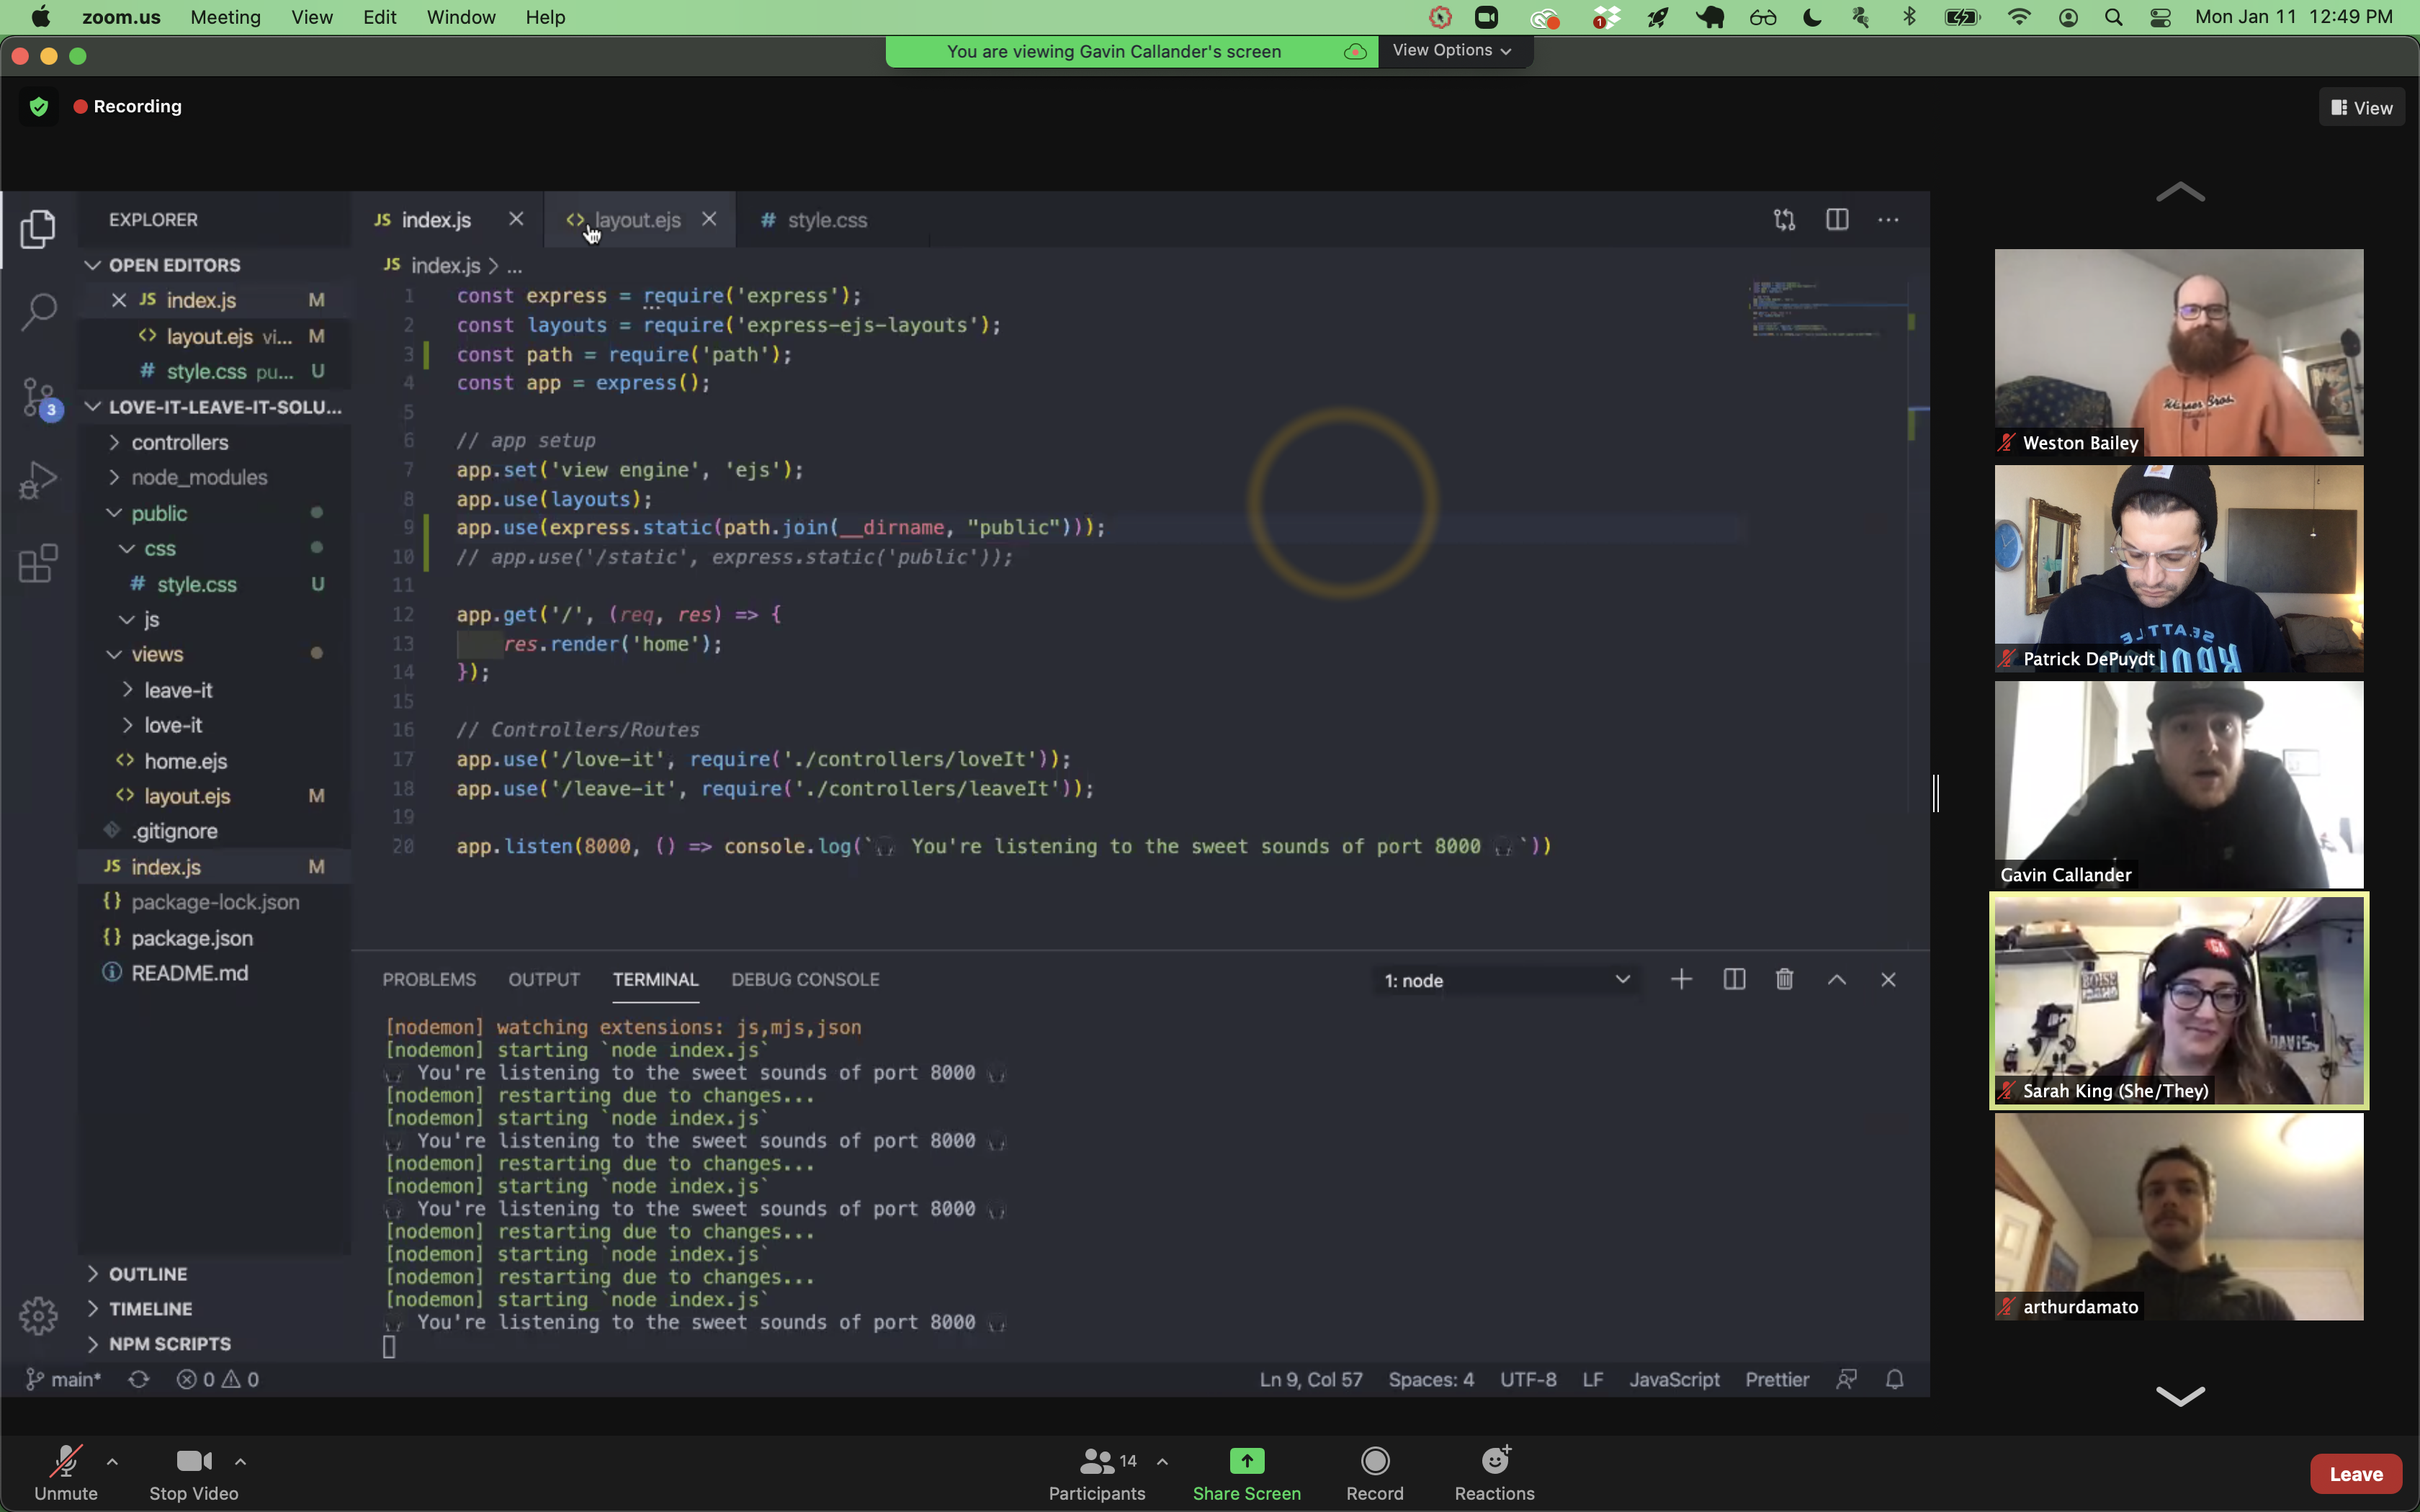 zoom.us Meeting View Edit Window Help
1
Mon Jan 11 12:49 PM
You are viewing Gavin Callander's screen
View Options
Recording
View
EXPLORER
OPEN EDITORS
JS index.js M
<> layout.ejs vi... M
# style.css pu... U
3
LOVE-IT-LEAVE-IT-SOLU...
controllers
node_modules
public
css
# style.css U
js
views
leave-it
love-it
<> home.ejs
<> layout.ejs M
.gitignore
JS index.js M
{} package-lock.json
{} package.json
README.md
OUTLINE
TIMELINE
NPM SCRIPTS
JS index.js
<> layout.ejs
# style.css
JS index.js > ...
1 const express = require('express');
2 const layouts = require('express-ejs-layouts');
3 const path = require('path');
4 const app = express();
5
6 // app setup
7 app.set('view engine', 'ejs');
8 app.use(layouts);
9 app.use(express.static(path.join(__dirname, "public")));
10 // app.use('/static', express.static('public'));
11
12 app.get('/', (req, res) => {
13 res.render('home');
14 });
15
16 // Controllers/Routes
17 app.use('/love-it', require('./controllers/loveIt'));
18 app.use('/leave-it', require('./controllers/leaveIt'));
19
20 app.listen(8000, () => console.log(`🎧 You're listening to the sweet sounds of port 8000 🎧`))
PROBLEMS OUTPUT TERMINAL DEBUG CONSOLE
1: node
[nodemon] watching extensions: js,mjs,json
[nodemon] starting `node index.js`
🎧 You're listening to the sweet sounds of port 8000 🎧
[nodemon] restarting due to changes...
[nodemon] starting `node index.js`
🎧 You're listening to the sweet sounds of port 8000 🎧
[nodemon] restarting due to changes...
[nodemon] starting `node index.js`
🎧 You're listening to the sweet sounds of port 8000 🎧
[nodemon] restarting due to changes...
[nodemon] starting `node index.js`
[nodemon] restarting due to changes...
[nodemon] starting `node index.js`
🎧 You're listening to the sweet sounds of port 8000 🎧
main* 0 0
Ln 9, Col 57 Spaces: 4 UTF-8 LF JavaScript Prettier
Weston Bailey
SEATTLE
Patrick DePuydt
Gavin Callander
BOISE
IDAHO
DAVIS
Sarah King (She/They)
arthurdamato
Unmute
Stop Video
14
Participants
Share Screen
Record
Reactions
Leave